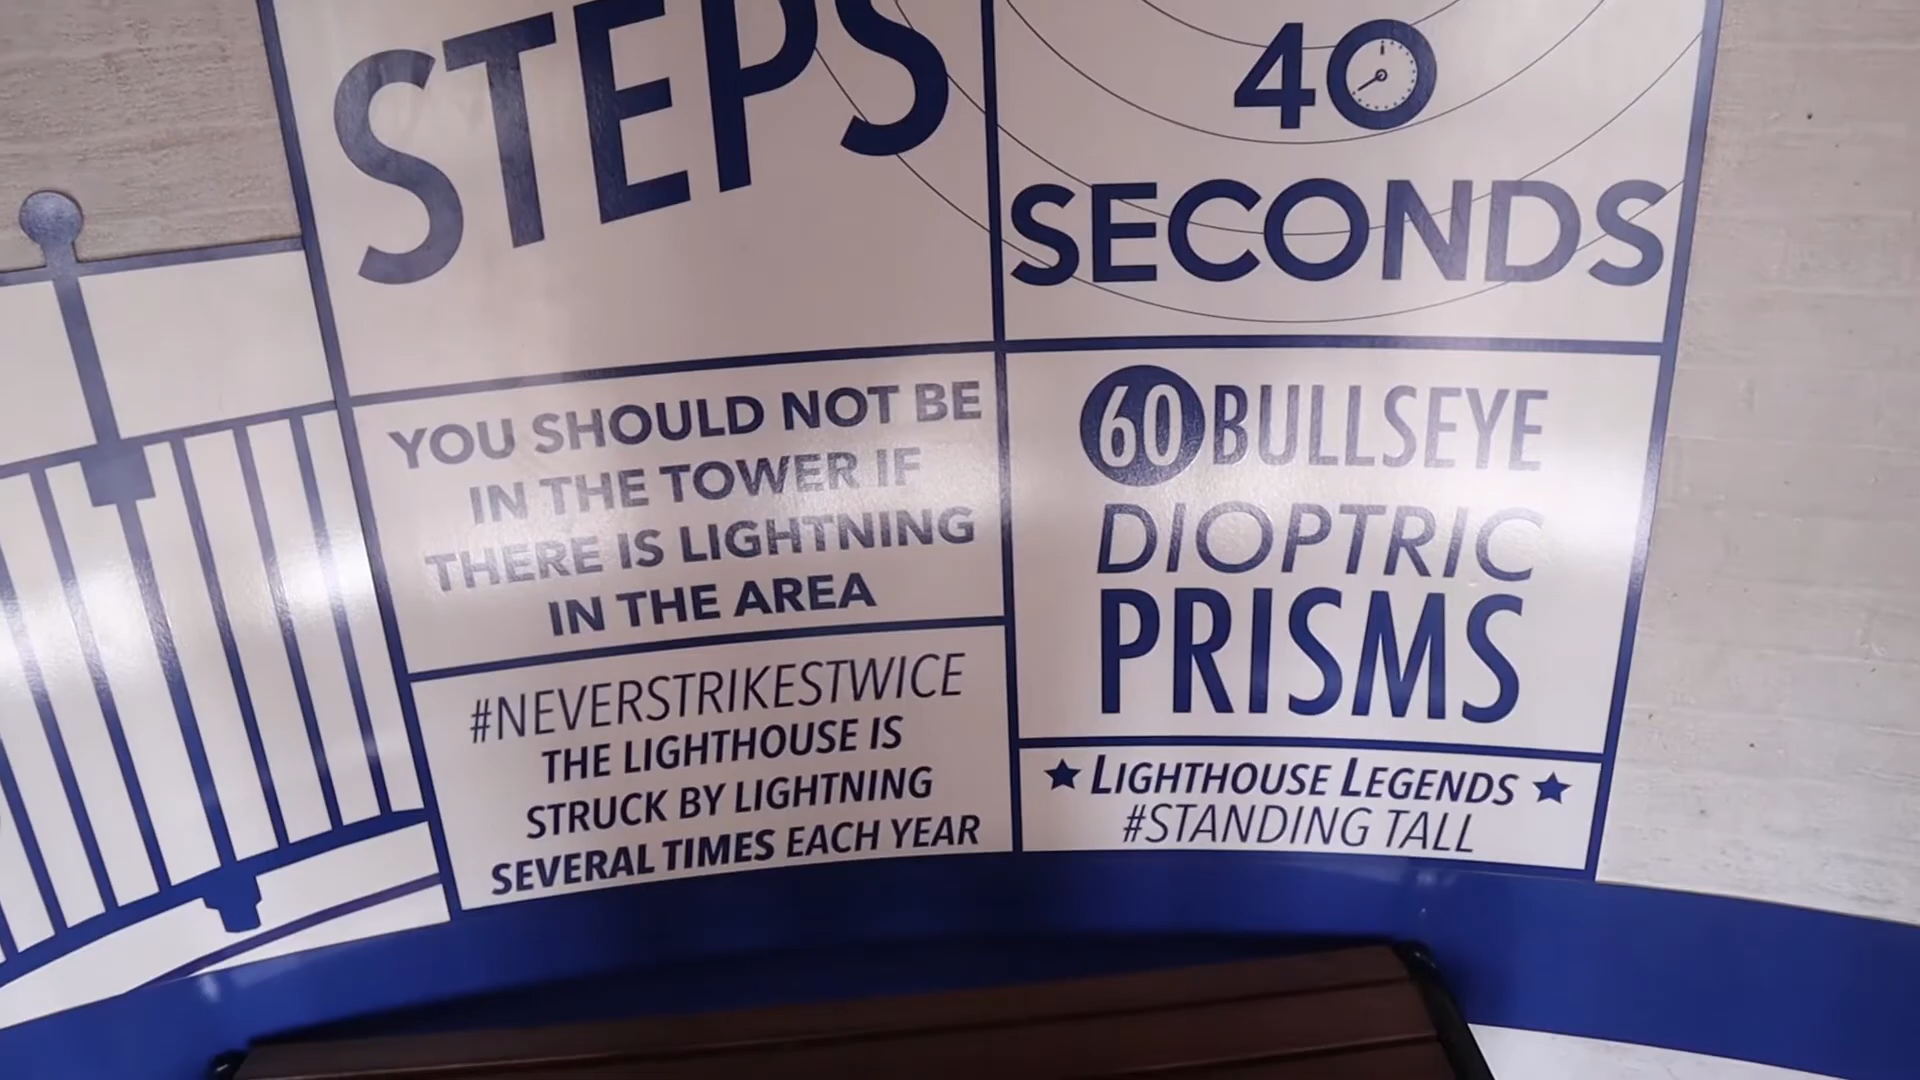 STEPS
YOU SHOULD NOT BE
IN THE TOWER IF
THERE IS LIGHTNING
IN THE AREA
#NEVERSTRIKESTWICE
THE LIGHTHOUSE IS
STRUCK BY LIGHTNING
SEVERAL TIMES EACH YEAR
40
SECONDS
60 BULLSEYE
DIOPTRIC
PRISMS
★ LIGHTHOUSE LEGENDS ★
#STANDING TALL